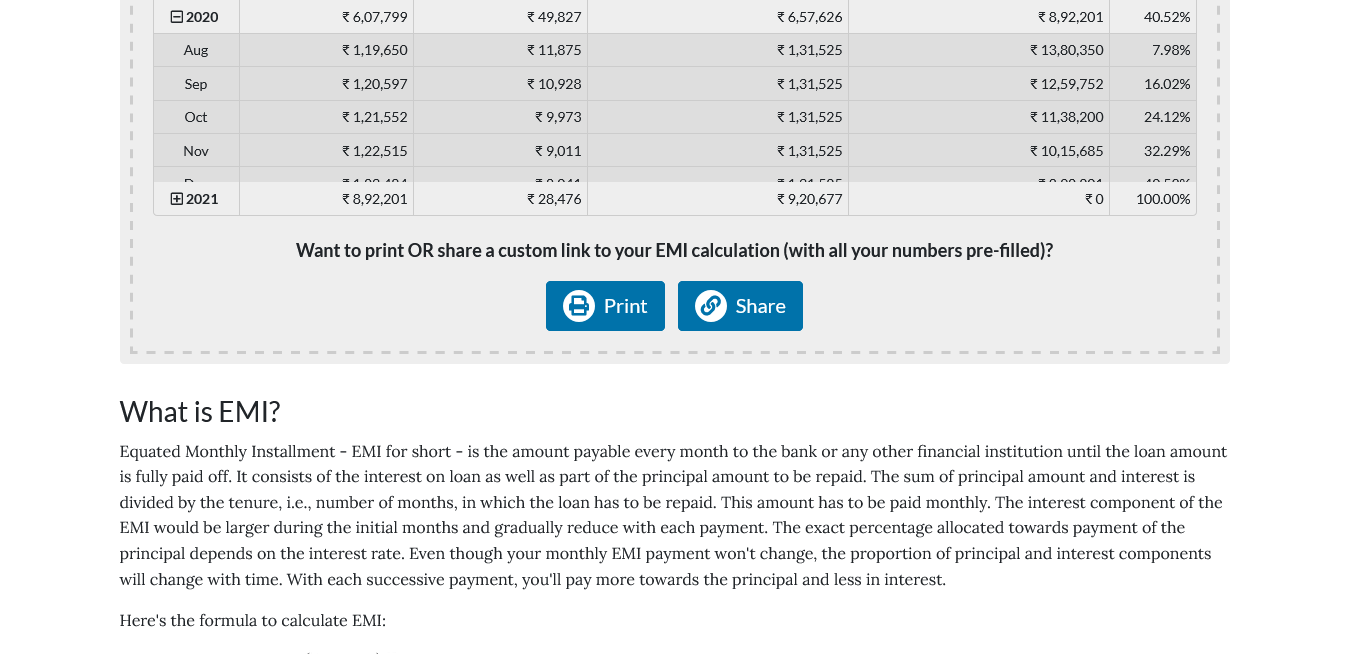 2020 ₹ 6,07,799 ₹ 49,827 ₹ 6,57,626 ₹ 8,92,201 40.52%
Aug ₹ 1,19,650 ₹ 11,875 ₹ 1,31,525 ₹ 13,80,350 7.98%
Sep ₹ 1,20,597 ₹ 10,928 ₹ 1,31,525 ₹ 12,59,752 16.02%
Oct ₹ 1,21,552 ₹ 9,973 ₹ 1,31,525 ₹ 11,38,200 24.12%
Nov ₹ 1,22,515 ₹ 9,011 ₹ 1,31,525 ₹ 10,15,685 32.29%
2021 ₹ 8,92,201 ₹ 28,476 ₹ 9,20,677 ₹ 0 100.00%
Want to print OR share a custom link to your EMI calculation (with all your numbers pre-filled)?
Print Share
What is EMI?
Equated Monthly Installment - EMI for short - is the amount payable every month to the bank or any other financial institution until the loan amount
is fully paid off. It consists of the interest on loan as well as part of the principal amount to be repaid. The sum of principal amount and interest is
divided by the tenure, i.e., number of months, in which the loan has to be repaid. This amount has to be paid monthly. The interest component of the
EMI would be larger during the initial months and gradually reduce with each payment. The exact percentage allocated towards payment of the
principal depends on the interest rate. Even though your monthly EMI payment won't change, the proportion of principal and interest components
will change with time. With each successive payment, you'll pay more towards the principal and less in interest.
Here's the formula to calculate EMI: